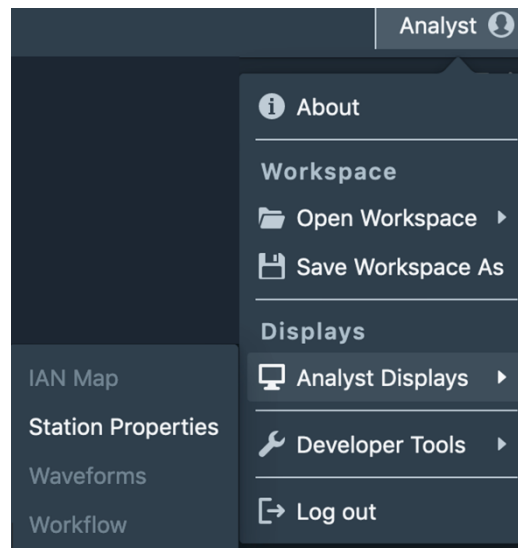 Analyst
About
Workspace
Open Workspace
Save Workspace As
Displays
Analyst Displays
Developer Tools
Log out
IAN Map
Station Properties
Waveforms
Workflow